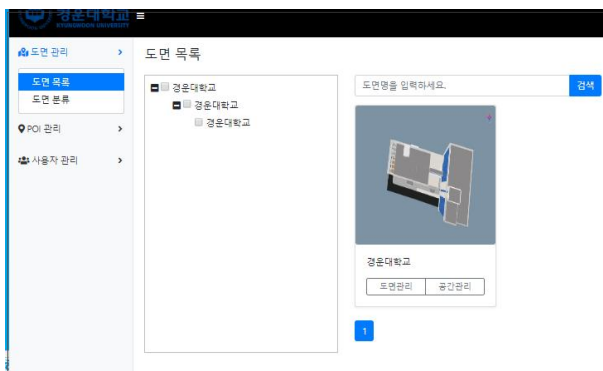 경운대학교
KYUNGWOON UNIVERSITY
도면 관리
도면 목록
도면 분류
POI 관리
사용자 관리
도면 목록
경운대학교
경운대학교
경운대학교
도면명을 입력하세요.
검색
경운대학교
도면관리
공간관리
1